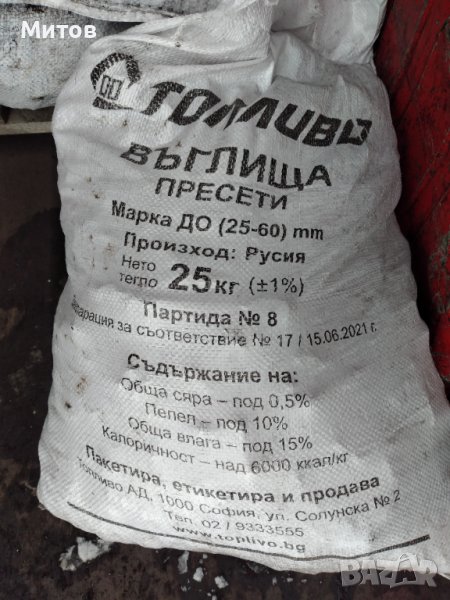 Митов
ТОПЛИВО
ВЪГЛИЩА
ПРЕСЕТИ
Марка ДО (25-60) mm
Произход: Русия
Нето тегло 25кг (±1%)
Партида № 8
Декларация за съответствие № 17 / 15.06.2021 г.
Съдържание на:
Обща сяра – под 0,5%
Пепел – под 10%
Обща влага – под 15%
Калоричност – над 6000 ккал/кг
Пакетира, етикетира и продава
Топливо АД, 1000 София, ул. Солунска № 2
Тел. 02 / 9333555
www.toplivo.bg
BAZAR